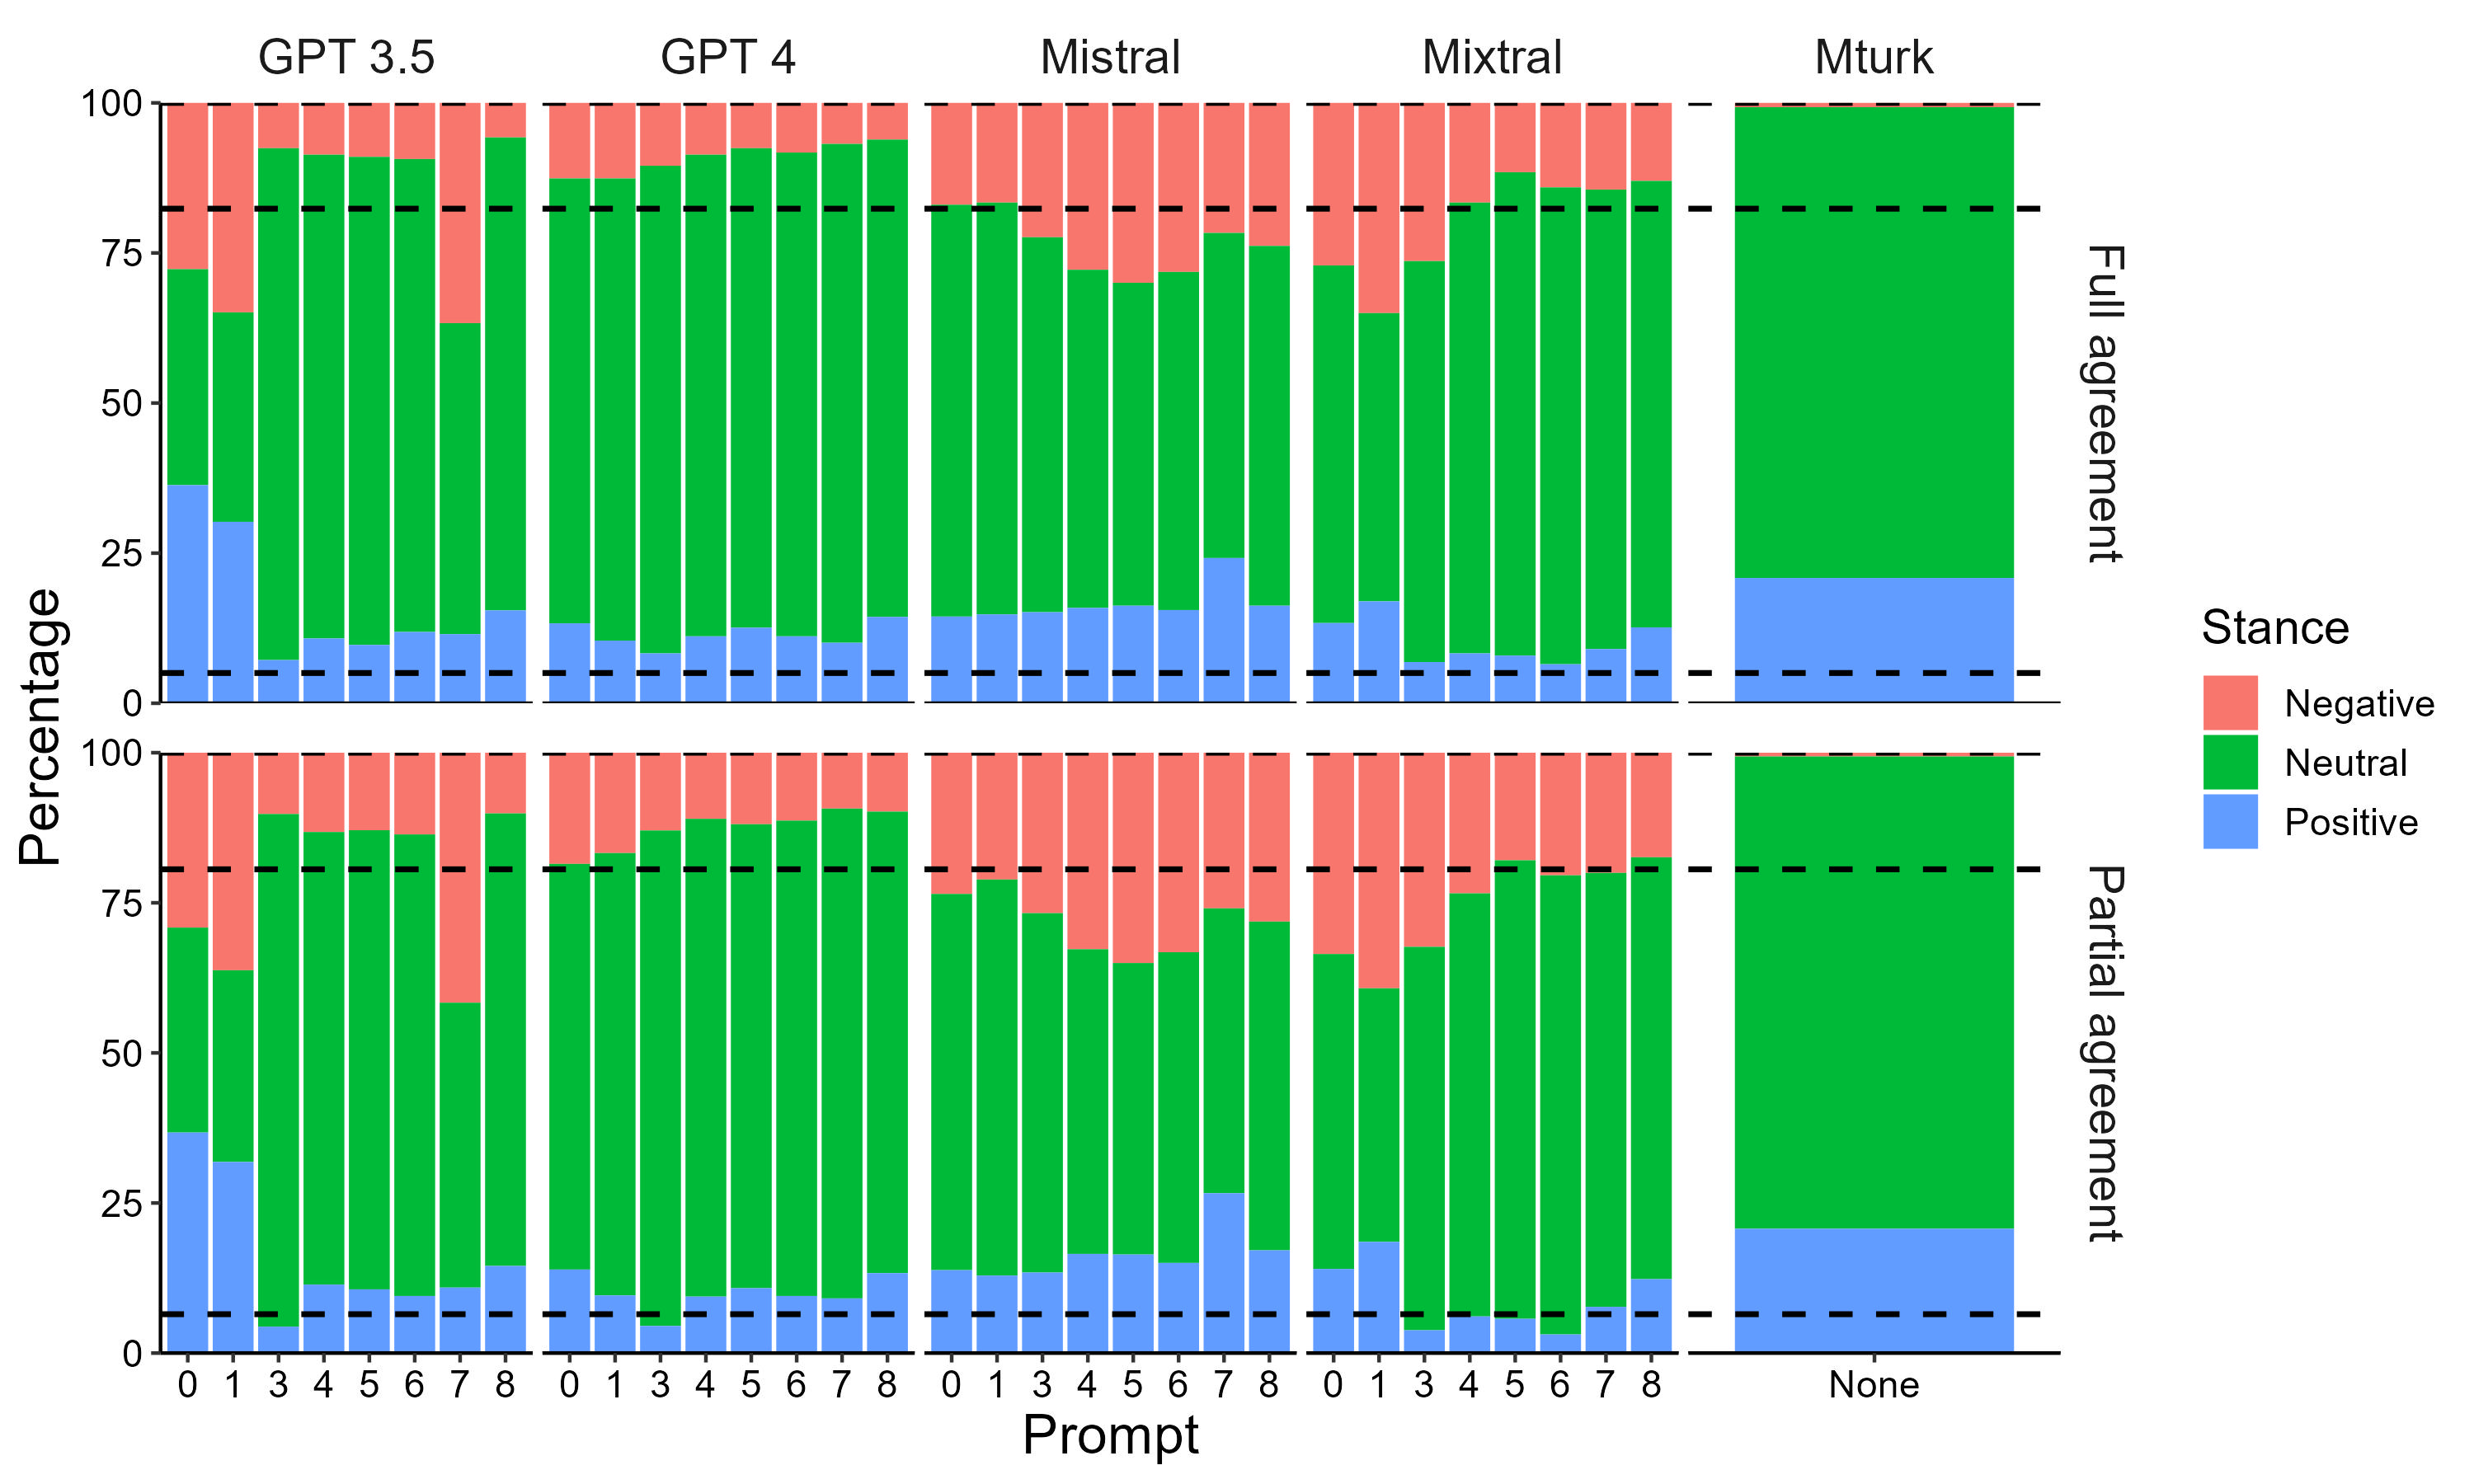 GPT 3.5 GPT 4 Mistral Mixtral Mturk
100
75
50
25
0
Full agreement
100
75
50
25
0
Partial agreement
Percentage
0 1 3 4 5 6 7 8 0 1 3 4 5 6 7 8 0 1 3 4 5 6 7 8 0 1 3 4 5 6 7 8 None
Prompt
Stance
Negative
Neutral
Positive